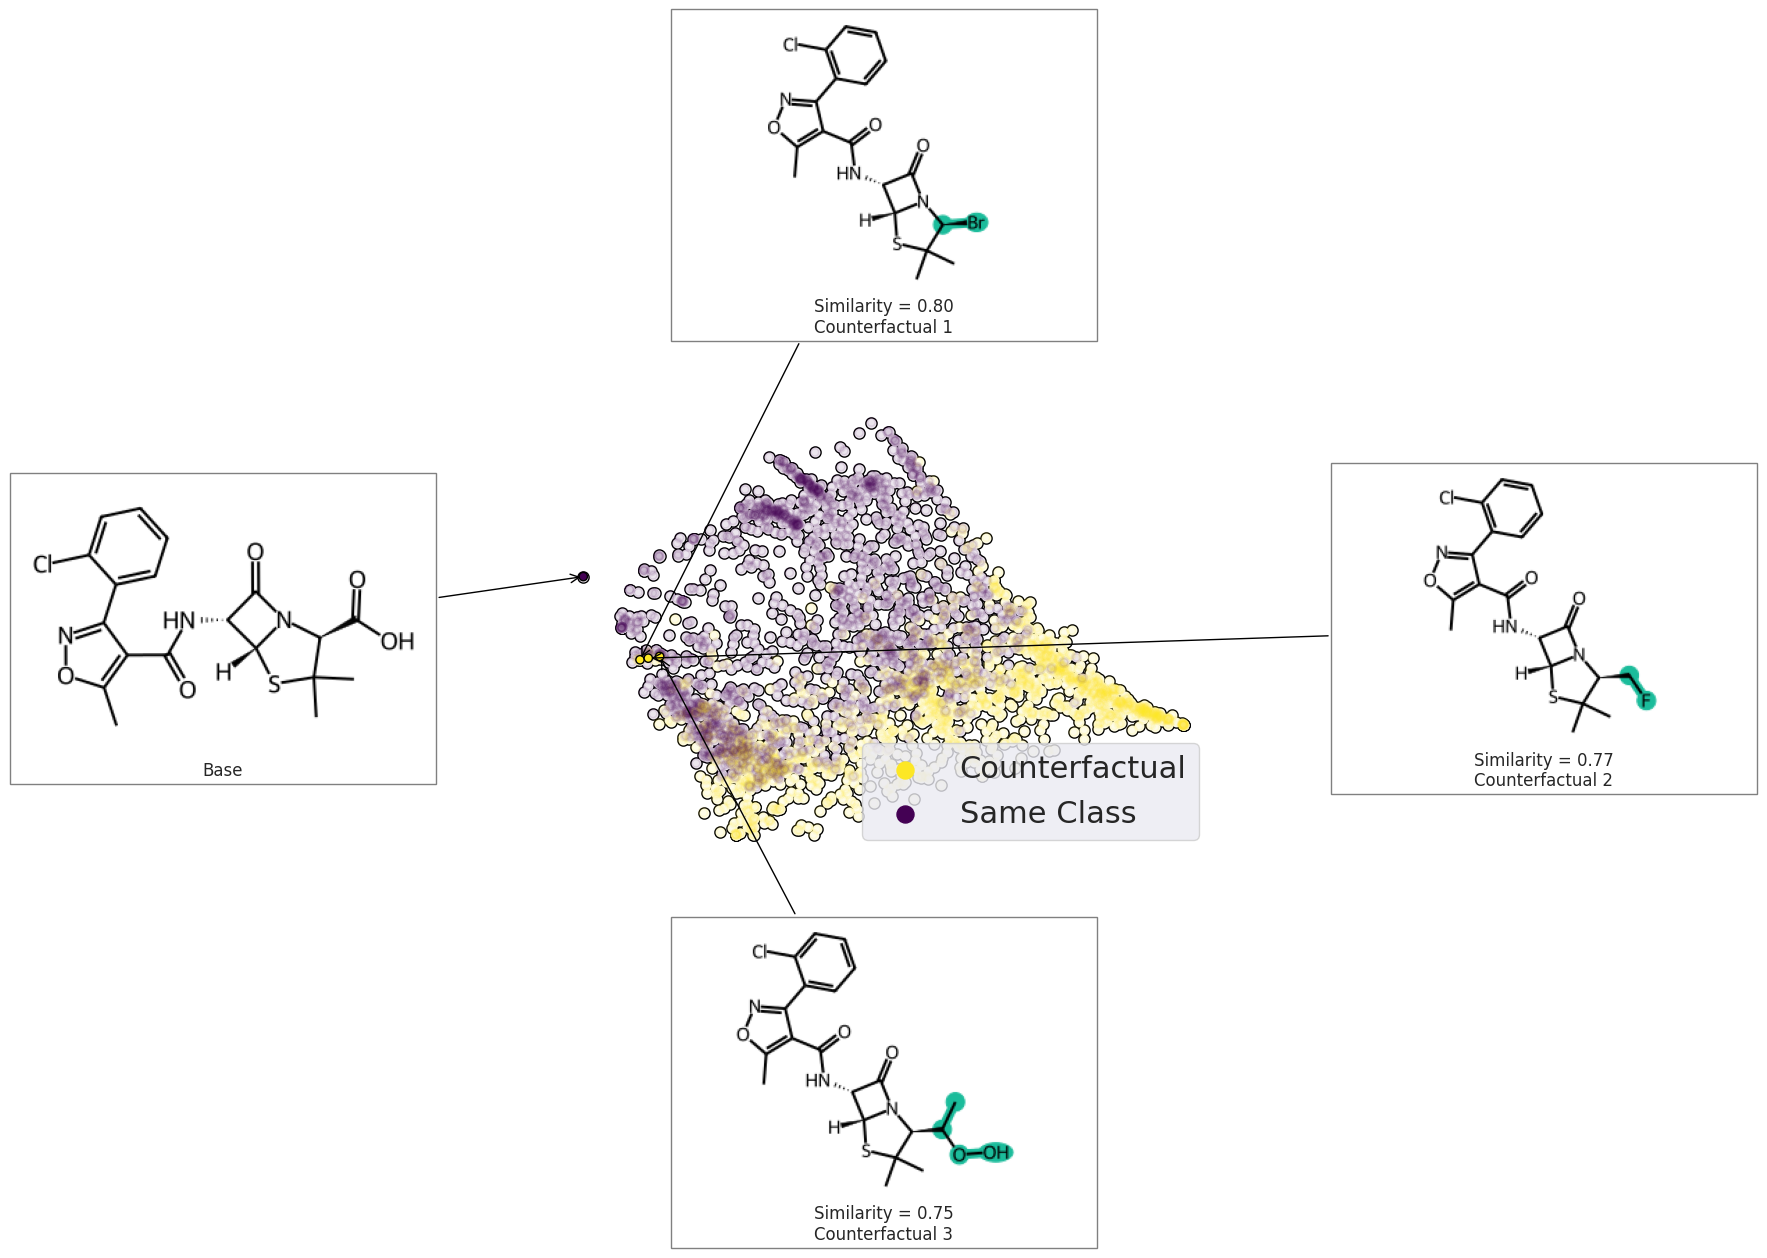 Cl
N
O
O
HN
O
H
N
S
Br
Similarity = 0.80
Counterfactual 1
Cl
N
O
O
HN
H
O
N
S
O
OH
Base
Cl
N
O
O
HN
O
H
N
S
F
Similarity = 0.77
Counterfactual 2
Counterfactual
Same Class
Cl
N
O
O
HN
O
H
N
S
O
OH
Similarity = 0.75
Counterfactual 3